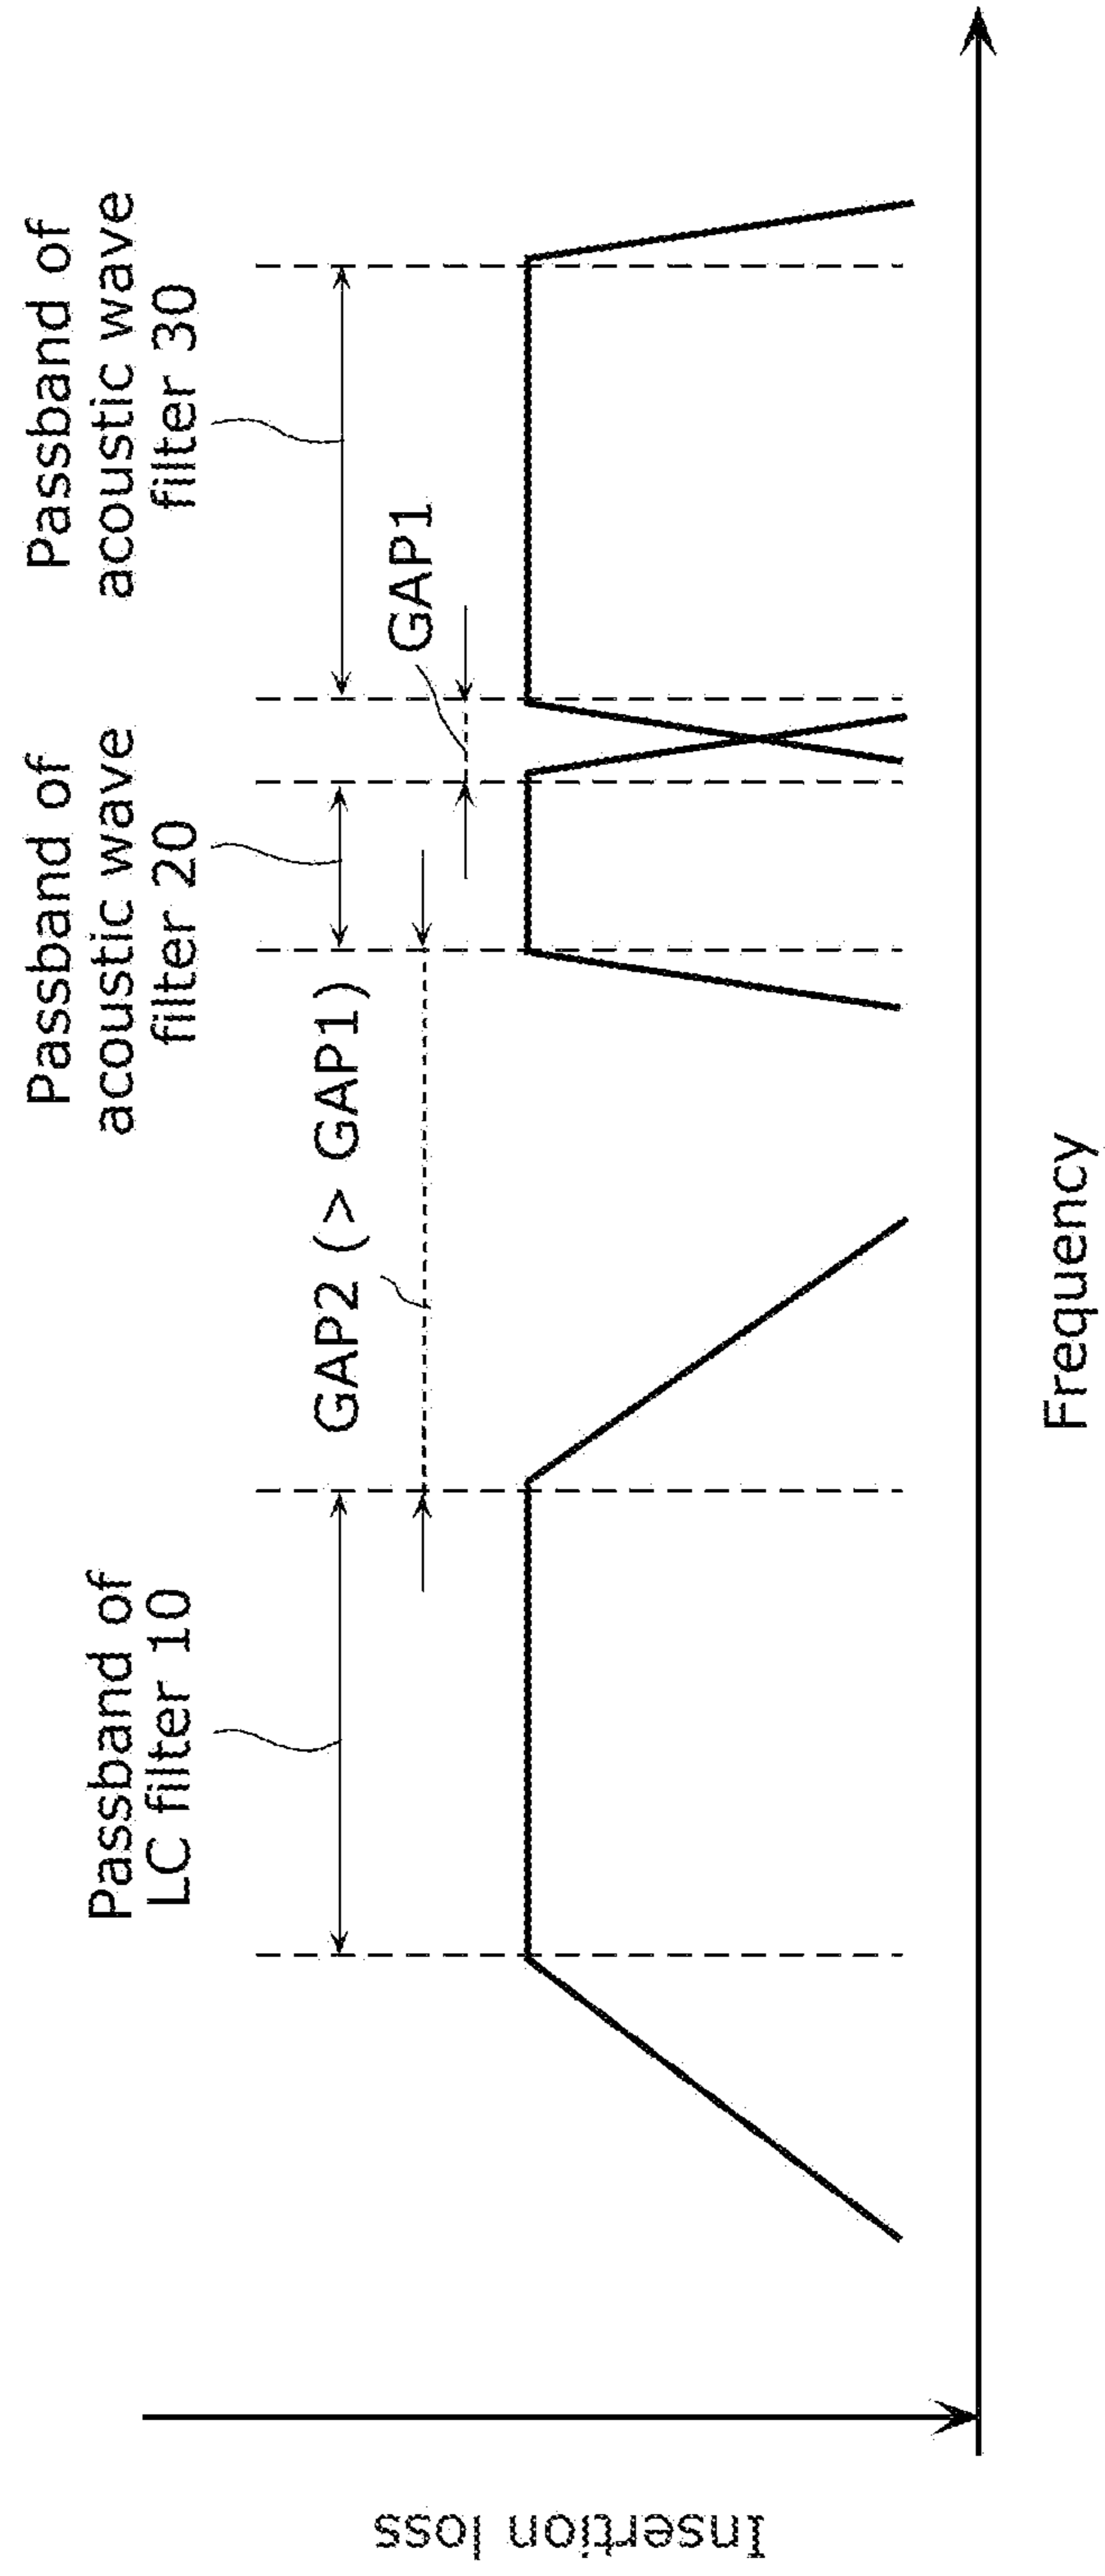 Passband of
LC filter 10
Passband of
acoustic wave
filter 20
Passband of
acoustic wave
filter 30
GAP2 (> GAP1)
GAP1
Insertion loss
Frequency